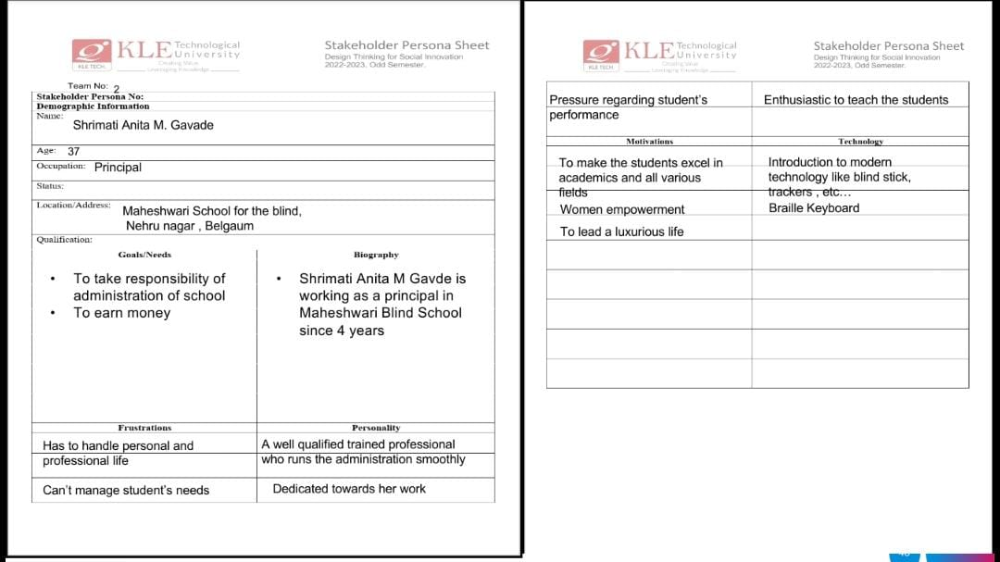 KLE Technological
University
Creating Value
Leveraging Knowledge
KLE TECH.
Stakeholder Persona Sheet
Design Thinking for Social Innovation
2022-2023, Odd Semester.
Team No: 2
Stakeholder Persona No:
Demographic Information
Name:
Shrimati Anita M. Gavade
Age: 37
Occupation: Principal
Status:
Location/Address: Maheshwari School for the blind,
Nehru nagar , Belgaum
Qualification:
Goals/Needs
• To take responsibility of
administration of school
• To earn money
Biography
• Shrimati Anita M Gavde is
working as a principal in
Maheshwari Blind School
since 4 years
Frustrations
Has to handle personal and
professional life
Can't manage student's needs
Personality
A well qualified trained professional
who runs the administration smoothly
Dedicated towards her work
KLE Technological
University
Creating Value
Leveraging Knowledge
KLE TECH.
Stakeholder Persona Sheet
Design Thinking for Social Innovation
2022-2023, Odd Semester.
Pressure regarding student's
performance
Enthusiastic to teach the students
Motivations
To make the students excel in
academics and all various
fields
Women empowerment
To lead a luxurious life
Technology
Introduction to modern
technology like blind stick,
trackers , etc…
Braille Keyboard